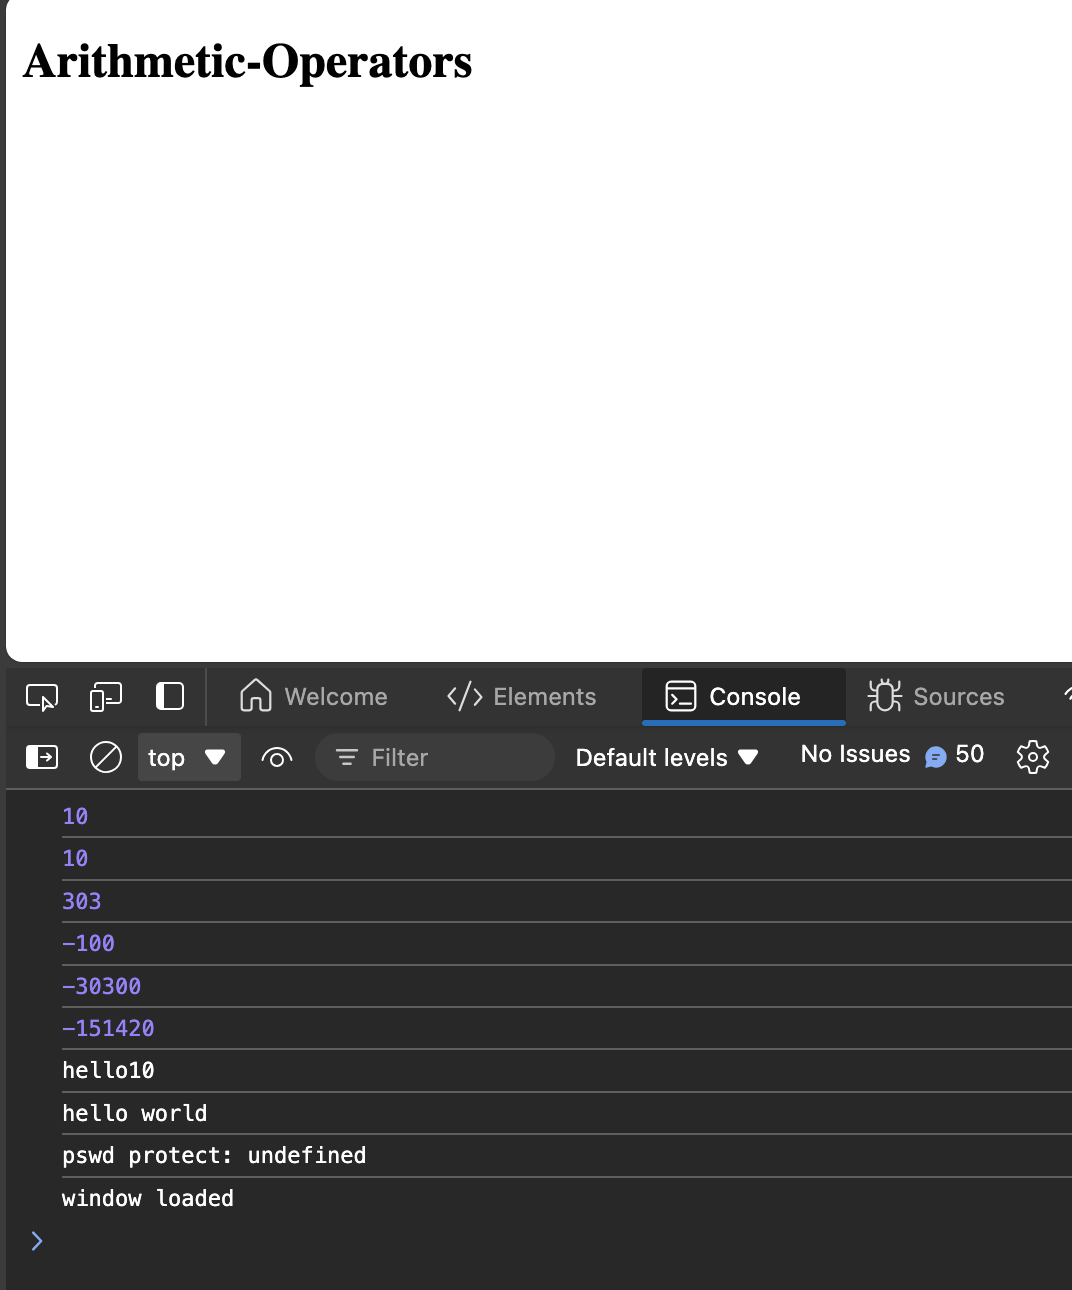 Arithmetic-Operators
Welcome </> Elements Console Sources
top Filter Default levels No Issues 50
10
10
303
-100
-30300
-151420
hello10
hello world
pswd protect: undefined
window loaded